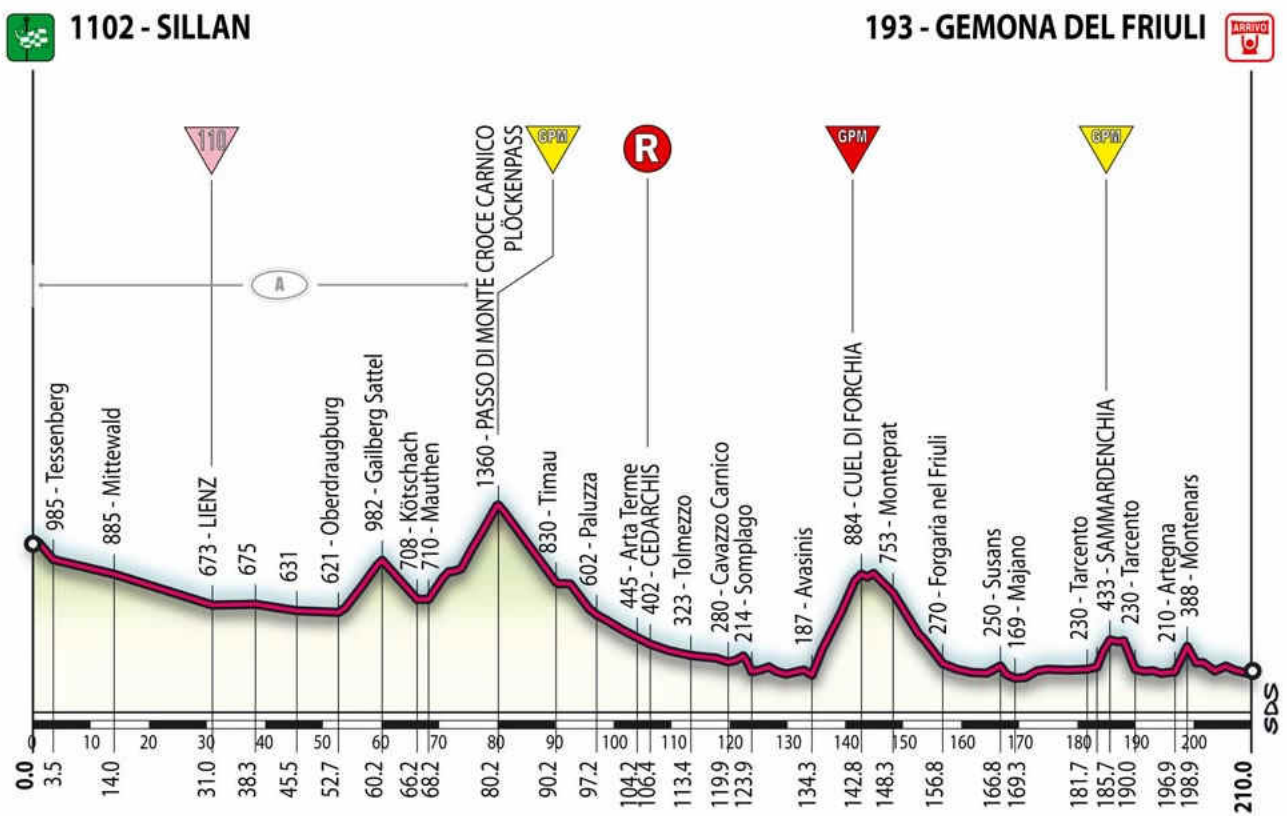 1102 - SILLAN
193 - GEMONA DEL FRIULI
ARRIVO
110
GPM
R
GPM
GPM
A
985 - Tessenberg
885 - Mittewald
673 - LIENZ
675
631
621 - Oberdraugburg
982 - Gailberg Sattel
708 - Kötschach
710 - Mauthen
1360 - PASSO DI MONTE CROCE CARNICO
PLÖCKENPASS
830 - Timau
602 - Paluzza
445 - Arta Terme
402 - CEDARCHIS
323 - Tolmezzo
280 - Cavazzo Carnico
214 - Somplago
187 - Avasinis
884 - CUEL DI FORCHIA
753 - Monteprat
270 - Forgaria nel Friuli
250 - Susans
169 - Majano
230 - Tarcento
433 - SAMMARDENCHIA
230 - Tarcento
210 - Artegna
388 - Montenars
SDS
0 10 20 30 40 50 60 70 80 90 100 110 120 130 140 150 160 170 180 190 200
0.0
3.5
14.0
31.0
38.3
45.5
52.7
60.2
66.2
68.2
80.2
90.2
97.2
104.2
106.4
113.4
119.9
123.9
134.3
142.8
148.3
156.8
166.8
169.3
181.7
185.7
190.0
196.9
198.9
210.0